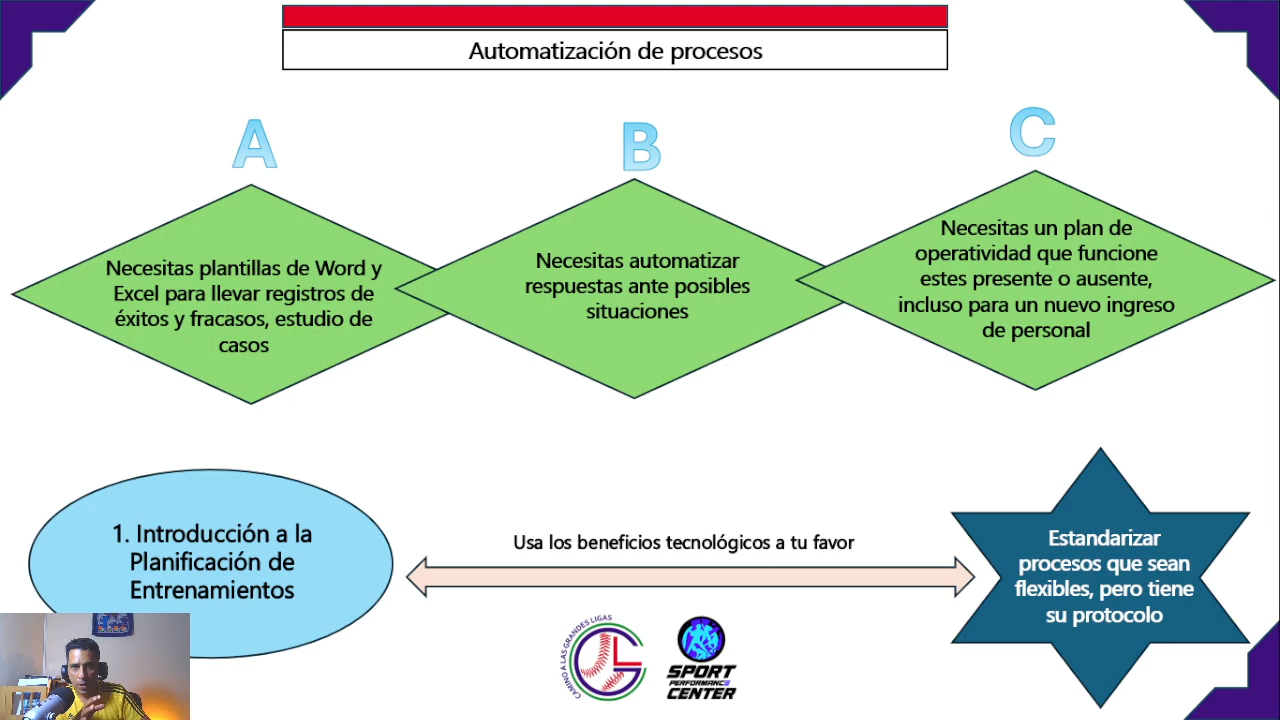 Automatización de procesos
A
B
C
Necesitas plantillas de Word y
Excel para llevar registros de
éxitos y fracasos, estudio de
casos
Necesitas automatizar
respuestas ante posibles
situaciones
Necesitas un plan de
operatividad que funcione
estes presente o ausente,
incluso para un nuevo ingreso
de personal
1. Introducción a la
Planificación de
Entrenamientos
Usa los beneficios tecnológicos a tu favor
Estandarizar
procesos que sean
flexibles, pero tiene
su protocolo
CAMINO A LAS GRANDES LIGAS
GL
SPORT
PERFORMANCE
CENTER